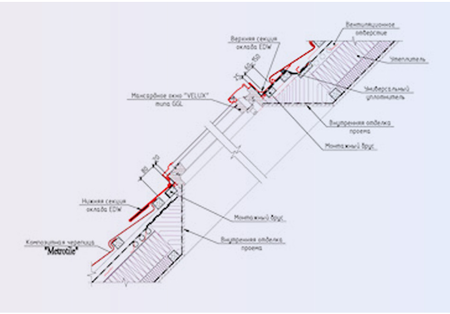 Верхняя секция
оклада EDW
Вентиляционное
отверстие
Утеплитель
Мансардное окно "VELUX"
типа GGL
Универсальный
уплотнитель
Внутренняя отделка
проема
Монтажный брус
Нижняя секция
оклада EDW
Монтажный брус
Композитная черепица
"Metrotile"
Внутренняя отделка
проема